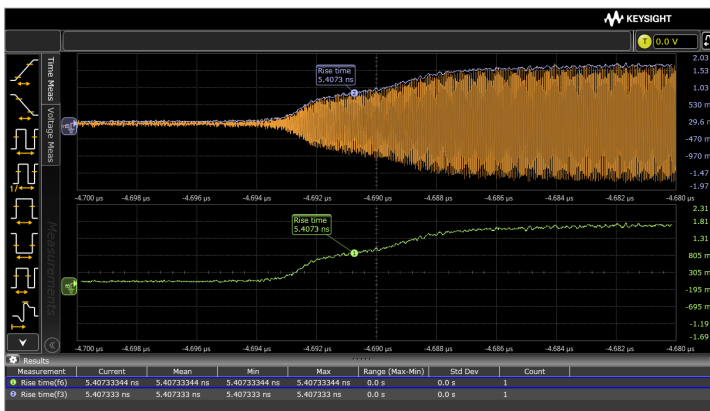 KEYSIGHT
T 0.0 V
Time Meas
Voltage Meas
Measurements
Rise time
5.4073 ns
2.03
1.53
1.03
530 m
29.6 m
-470 m
-970 m
-1.47
-1.97
-4.700 µs -4.698 µs -4.696 µs -4.694 µs -4.692 µs -4.690 µs -4.688 µs -4.686 µs -4.684 µs -4.682 µs -4.680 µs
Rise time
5.4073 ns
2.31
1.81
1.31
805 m
305 m
-195 m
-695 m
-1.19
-1.69
-4.700 µs -4.698 µs -4.696 µs -4.694 µs -4.692 µs -4.690 µs -4.688 µs -4.686 µs -4.684 µs -4.682 µs -4.680 µs
Results
Measurement Current Mean Min Max Range (Max-Min) Std Dev Count
Rise time(f6) 5.40733344 ns 5.40733344 ns 5.40733344 ns 5.40733344 ns 0.0 s 0.0 s 1
Rise time(f3) 5.407333 ns 5.407333 ns 5.407333 ns 5.407333 ns 0.0 s 0.0 s 1